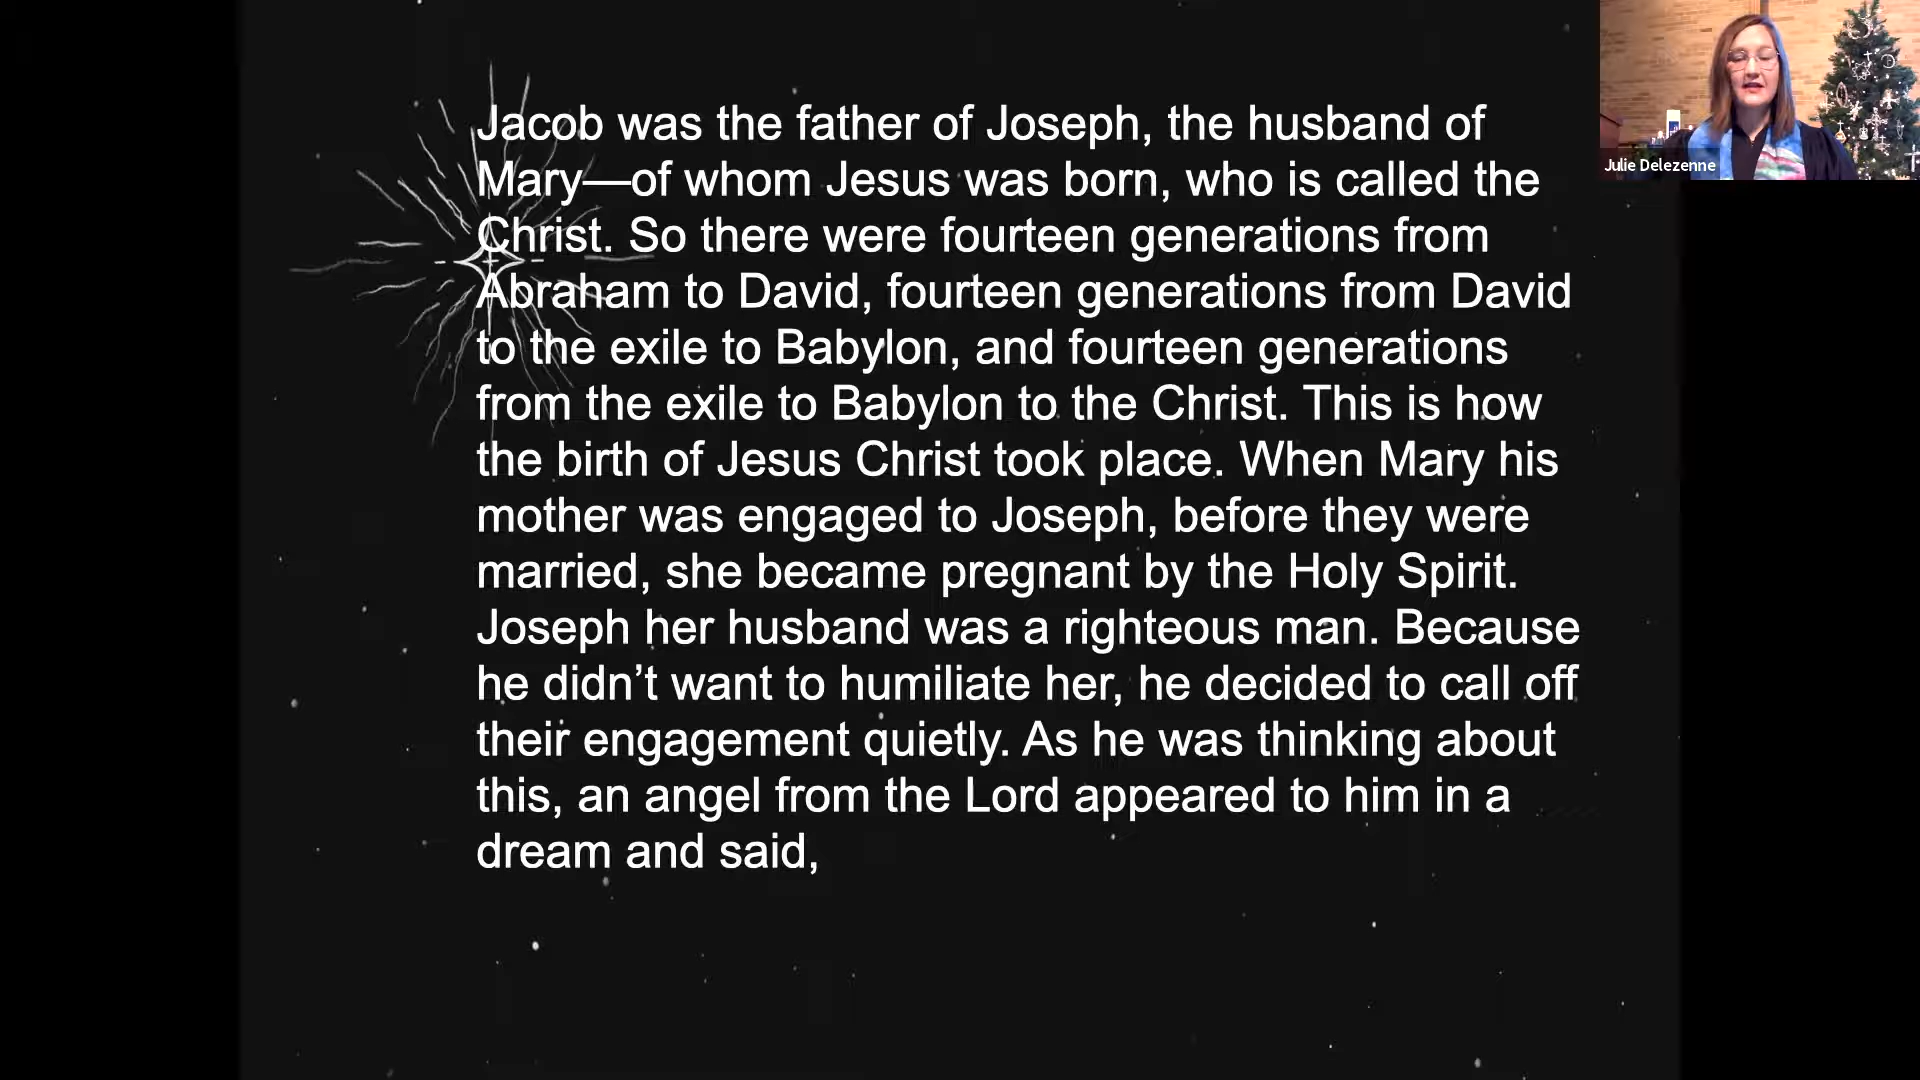 Jacob was the father of Joseph, the husband of
Mary—of whom Jesus was born, who is called the
Christ. So there were fourteen generations from
Abraham to David, fourteen generations from David
to the exile to Babylon, and fourteen generations
from the exile to Babylon to the Christ. This is how
the birth of Jesus Christ took place. When Mary his
mother was engaged to Joseph, before they were
married, she became pregnant by the Holy Spirit.
Joseph her husband was a righteous man. Because
he didn’t want to humiliate her, he decided to call off
their engagement quietly. As he was thinking about
this, an angel from the Lord appeared to him in a
dream and said,
Julie Delezenne